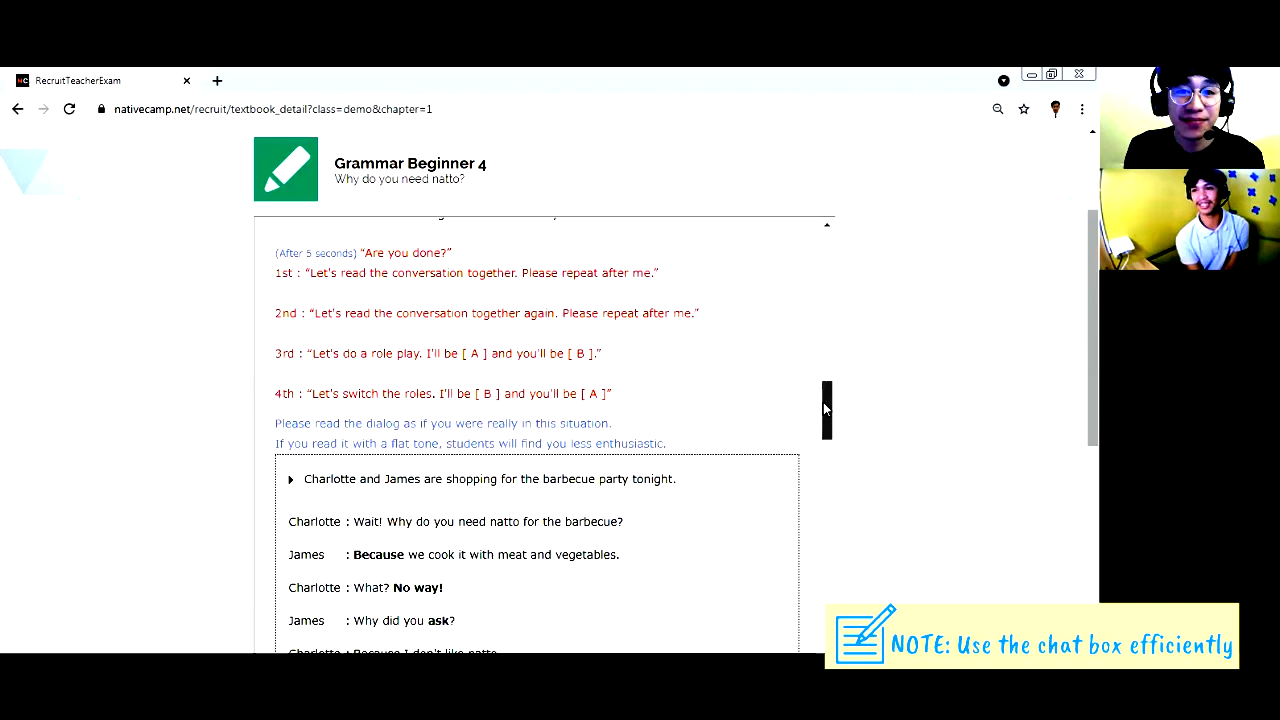 RecruitTeacherExam
nativecamp.net/recruit/textbook_detail?class=demo&chapter=1
Grammar Beginner 4
Why do you need natto?
(After 5 seconds) “Are you done?”
1st : “Let's read the conversation together. Please repeat after me.”
2nd : “Let's read the conversation together again. Please repeat after me.”
3rd : “Let's do a role play. I'll be [ A ] and you'll be [ B ].”
4th : “Let's switch the roles. I'll be [ B ] and you'll be [ A ]”
Please read the dialog as if you were really in this situation.
If you read it with a flat tone, students will find you less enthusiastic.
Charlotte and James are shopping for the barbecue party tonight.
Charlotte : Wait! Why do you need natto for the barbecue?
James : Because we cook it with meat and vegetables.
Charlotte : What? No way!
James : Why did you ask?
Charlotte : Because I don't like natto.
NOTE: Use the chat box efficiently